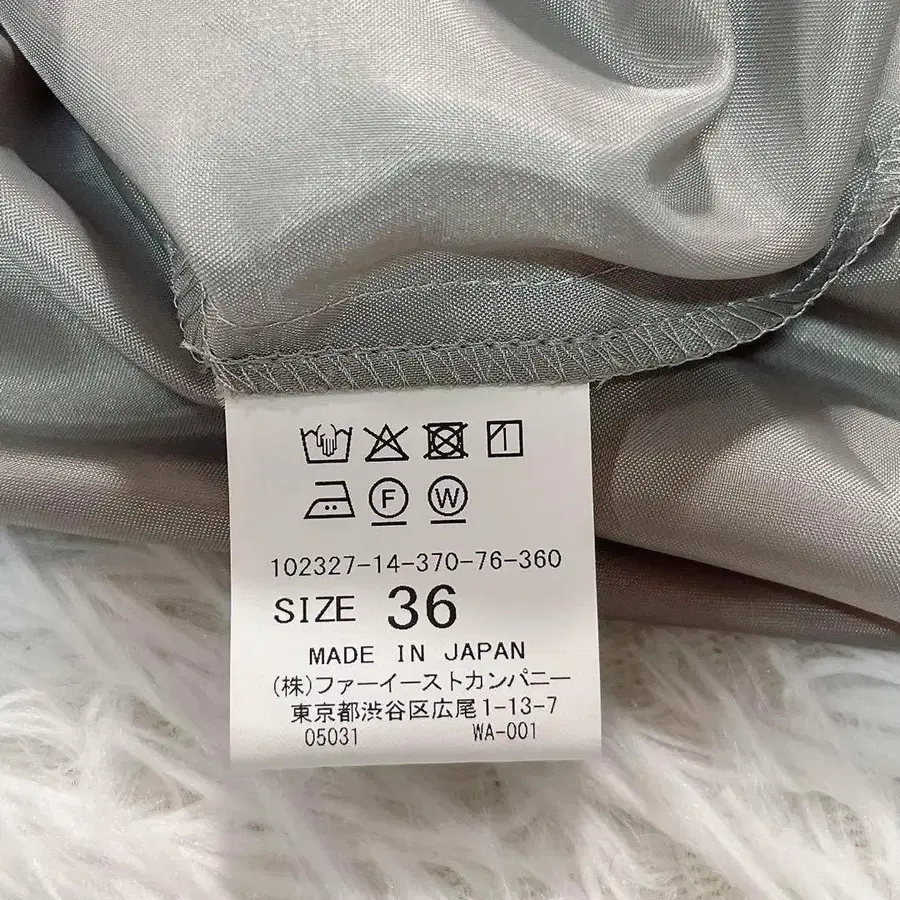 F W
102327-14-370-76-360
SIZE 36
MADE IN JAPAN
(株)ファーイーストカンパニー
東京都渋谷区広尾1-13-7
05031 WA-001